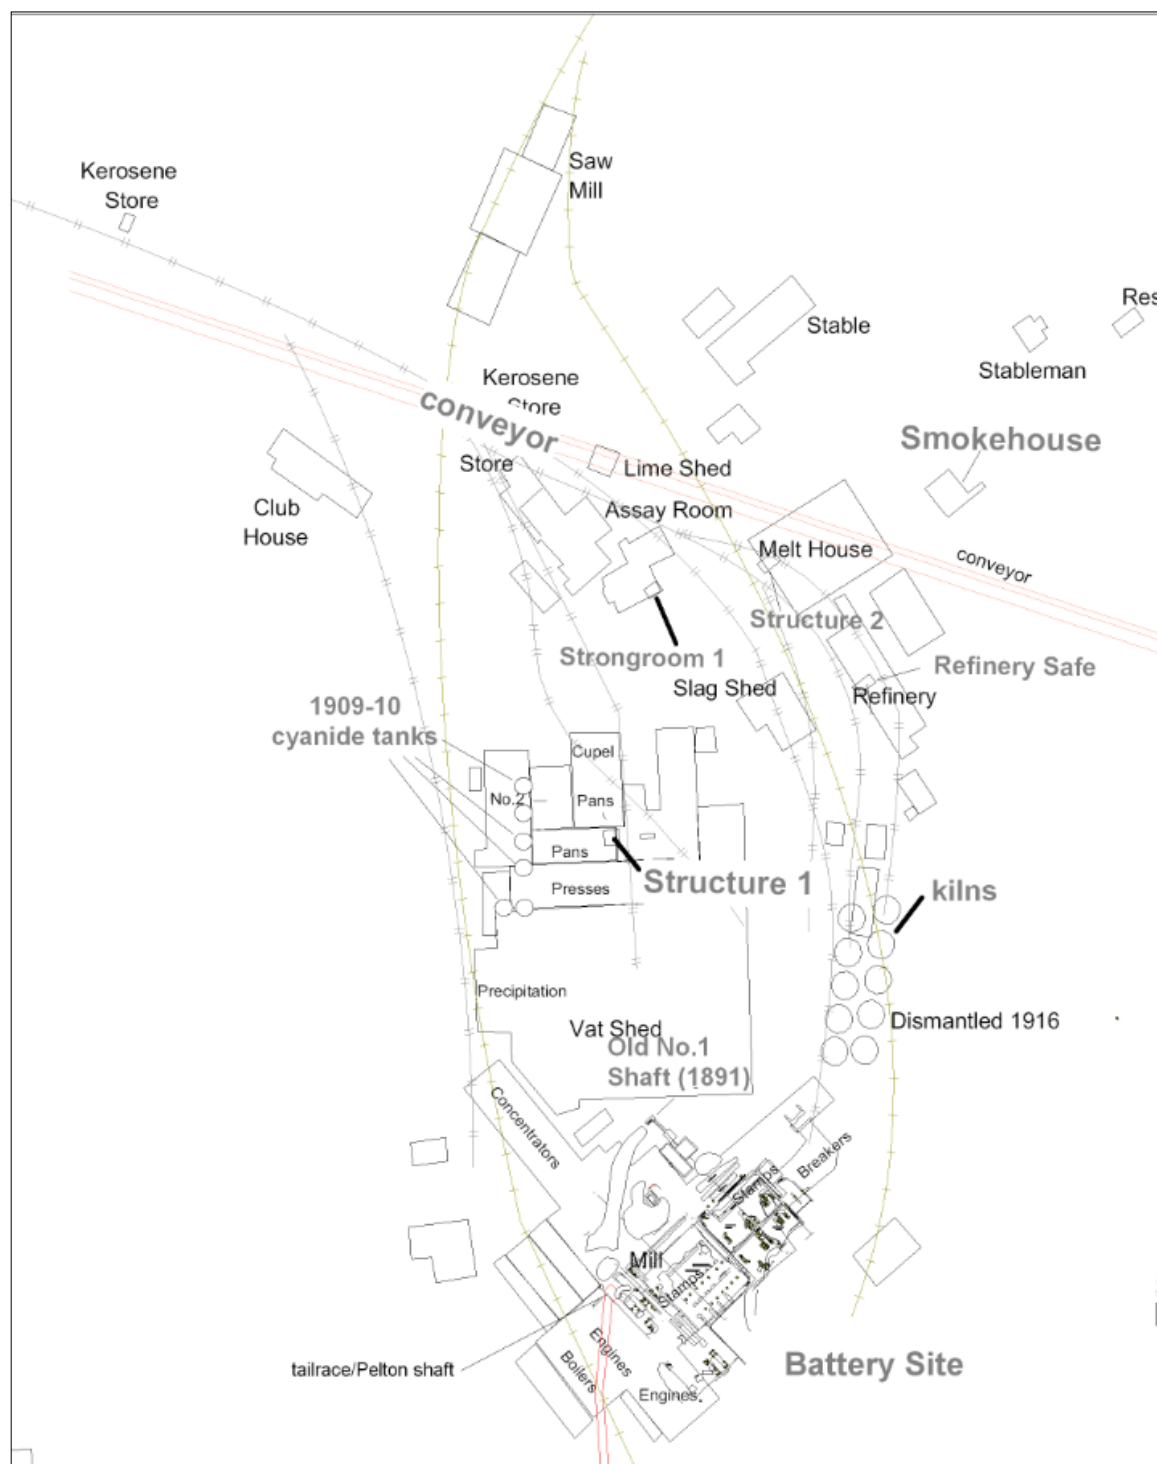 Saw
Mill
Kerosene
Store
Res
Stable
Stableman
Kerosene
Store
conveyor
Smokehouse
Store
Lime Shed
Club
House
Assay Room
Melt House
conveyor
Structure 2
Strongroom 1
Refinery Safe
Slag Shed
Refinery
1909-10
cyanide tanks
Cupel
No.2
Pans
Pans
Structure 1
Presses
kilns
Precipitation
Vat Shed
Dismantled 1916
Old No.1
Shaft (1891)
Concentrators
Breakers
Stamps
Mill
Stamps
Engines
tailrace/Pelton shaft
Boilers
Battery Site
Engines